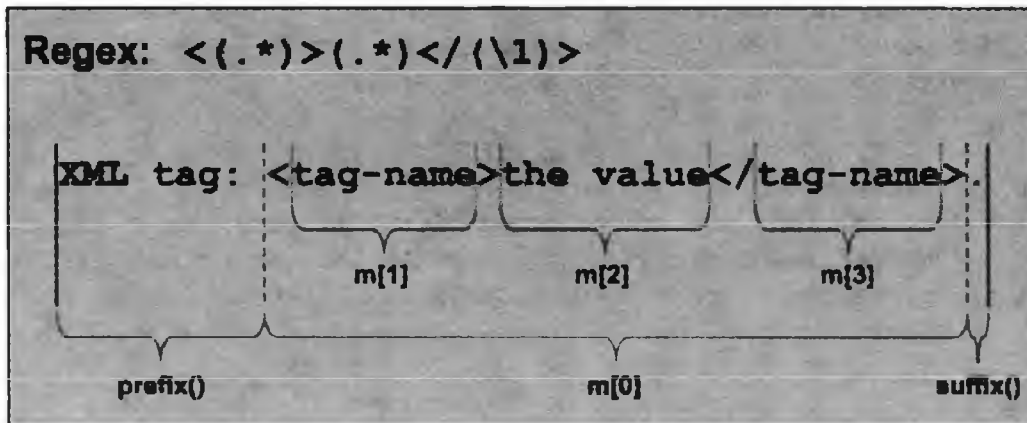 Regex: <(.*)>(.*)</(\1)>
XML tag: <tag-name>the value</tag-name>.
m[1] m[2] m[3]
prefix() m[0] suffix()